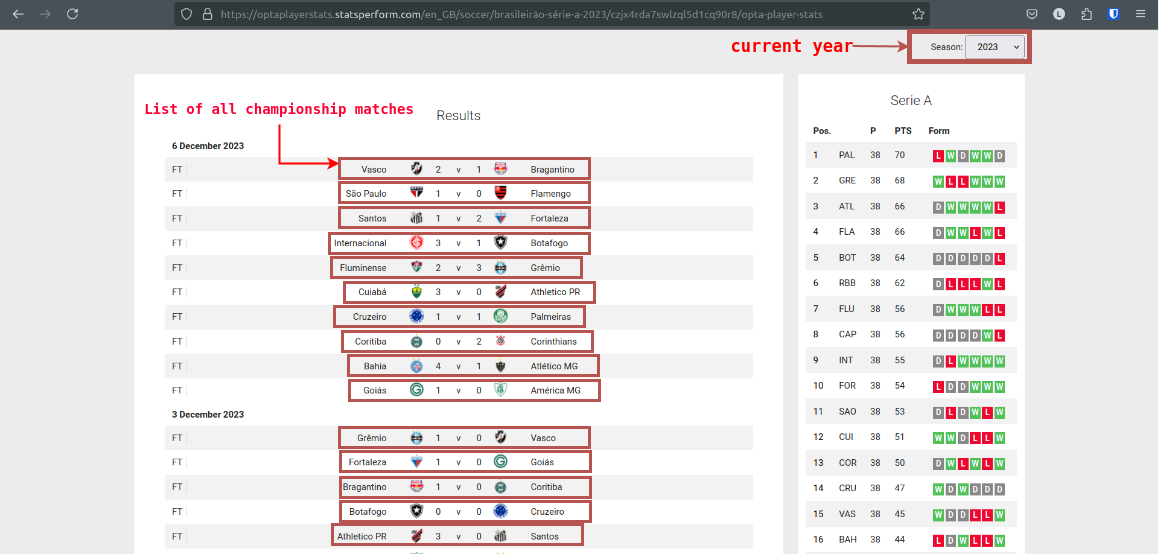 https://optaplayerstats.statsperform.com/en_GB/soccer/brasileirão-série-a-2023/czjx4rda7swlzql5d1cq90r8/opta-player-stats
L
current year
Season: 2023
List of all championship matches
Results
6 December 2023
FT Vasco 2 v 1 Bragantino
FT São Paulo 1 v 0 Flamengo
FT Santos 1 v 2 Fortaleza
FT Internacional 3 v 1 Botafogo
FT Fluminense 2 v 3 Grêmio
FT Cuiabá 3 v 0 Athletico PR
FT Cruzeiro 1 v 1 Palmeiras
FT Coritiba 0 v 2 Corinthians
FT Bahia 4 v 1 Atlético MG
FT Goiás 1 v 0 América MG
3 December 2023
FT Grêmio 1 v 0 Vasco
FT Fortaleza 1 v 0 Goiás
FT Bragantino 1 v 0 Coritiba
FT Botafogo 0 v 0 Cruzeiro
FT Athletico PR 3 v 0 Santos
Serie A
Pos. P PTS Form
1 PAL 38 70 L W D W W D
2 GRE 38 68 W L L W W W
3 ATL 38 66 D W W W W L
4 FLA 38 66 D W W L W L
5 BOT 38 64 D D D D D L
6 RBB 38 62 D L L L W L
7 FLU 38 56 D W W W L L
8 CAP 38 56 D D D D W L
9 INT 38 55 D L W W W W
10 FOR 38 54 L D D W W W
11 SAO 38 53 D L D W L W
12 CUI 38 51 W W D L L W
13 COR 38 50 D W L W L W
14 CRU 38 47 W D W D D D
15 VAS 38 45 W D D L L W
16 BAH 38 44 L D W L L W